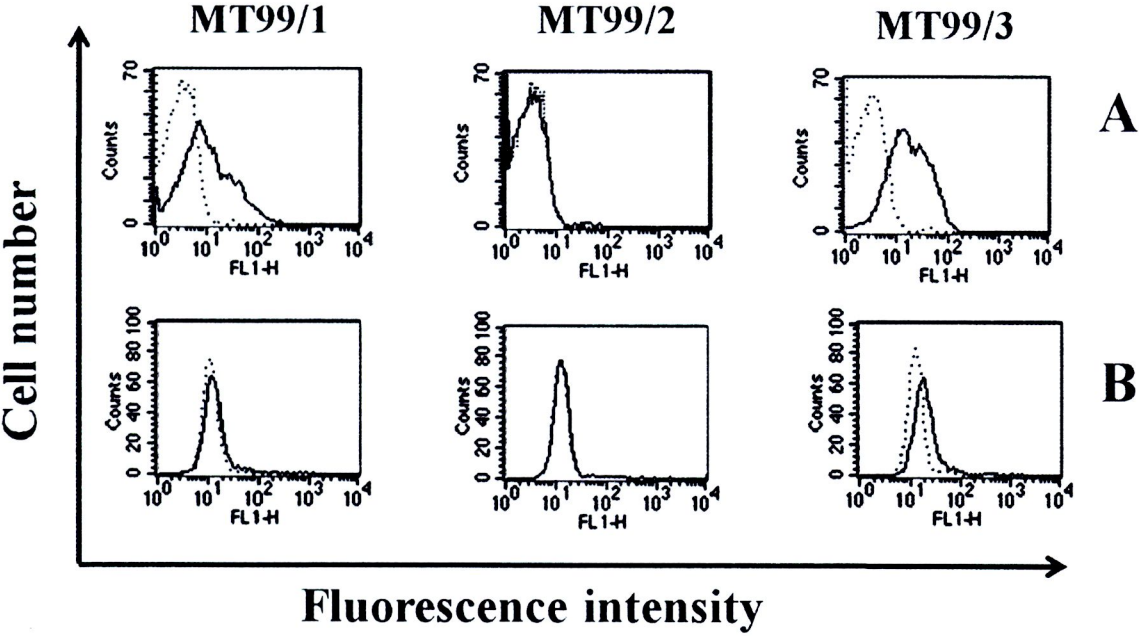 MT99/1 MT99/2 MT99/3
Cell number
A
70
Counts
0
10^0 10^1 10^2 10^3 10^4
FL1-H
70
Counts
0
10^0 10^1 10^2 10^3 10^4
FL1-H
70
Counts
0
10^0 10^1 10^2 10^3 10^4
FL1-H
B
0 20 40 60 80 100
Counts
10^0 10^1 10^2 10^3 10^4
FL1-H
0 20 40 60 80 100
Counts
10^0 10^1 10^2 10^3 10^4
FL1-H
0 20 40 60 80 100
Counts
10^0 10^1 10^2 10^3 10^4
FL1-H
Fluorescence intensity